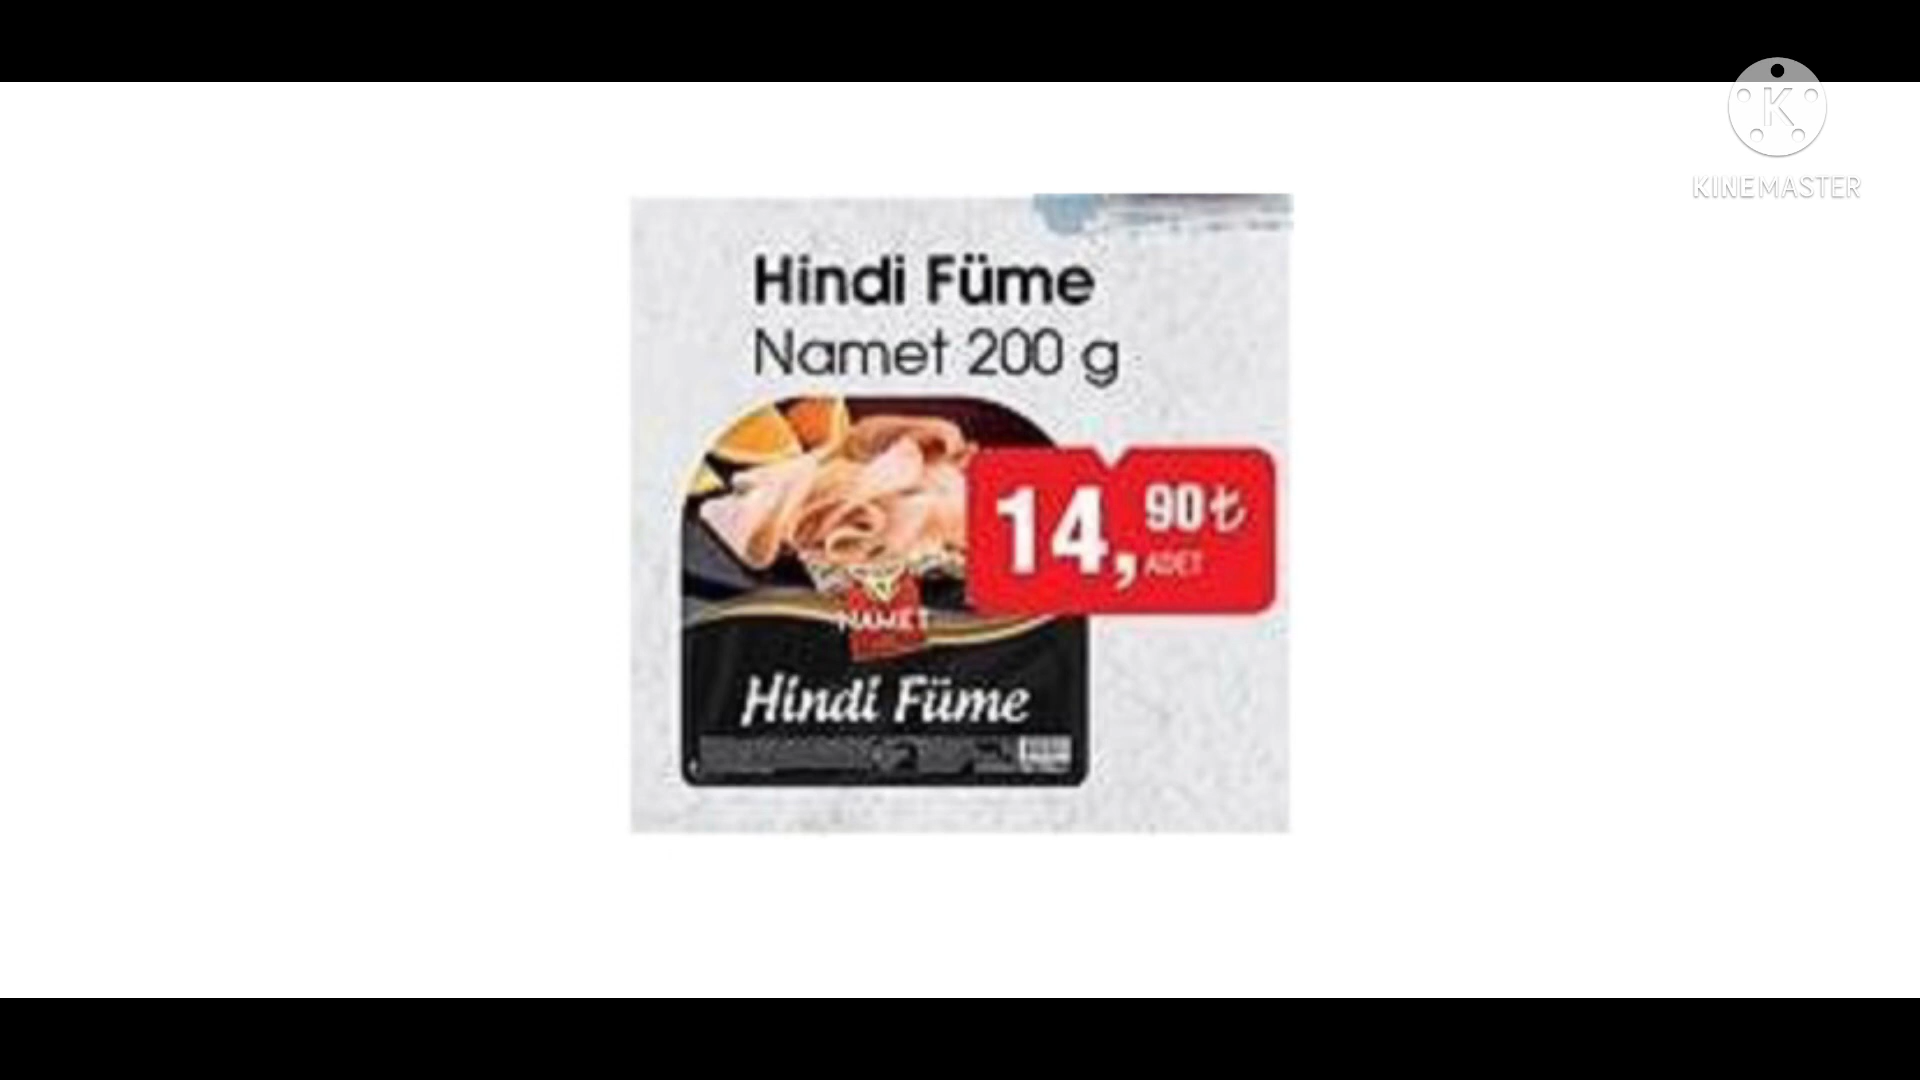 KINEMASTER
Hindi Füme
Namet 200 g
14,90₺
ADET
NAMET
Hindi Füme